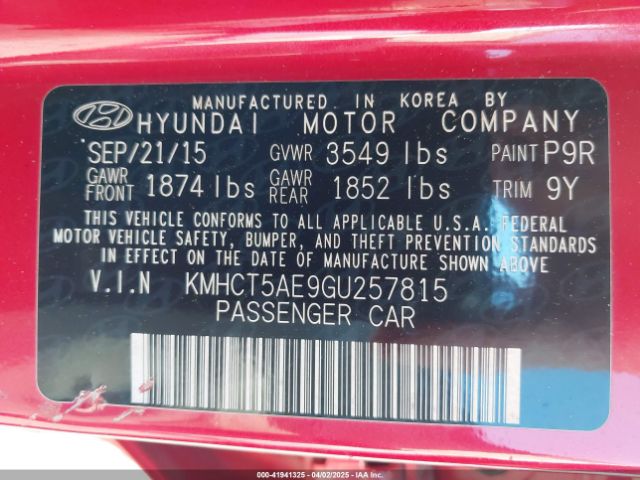 MANUFACTURED IN KOREA BY
HYUNDAI MOTOR COMPANY
SEP/21/15 GVWR 3549 lbs PAINT P9R
GAWR FRONT 1874 lbs GAWR REAR 1852 lbs TRIM 9Y
THIS VEHICLE CONFORMS TO ALL APPLICABLE U.S.A. FEDERAL
MOTOR VEHICLE SAFETY, BUMPER, AND THEFT PREVENTION STANDARDS
IN EFFECT ON THE DATE OF MANUFACTURE SHOWN ABOVE.
V.I.N KMHCT5AE9GU257815
PASSENGER CAR
000-41941325 - 04/02/2025 - IAAI.COM